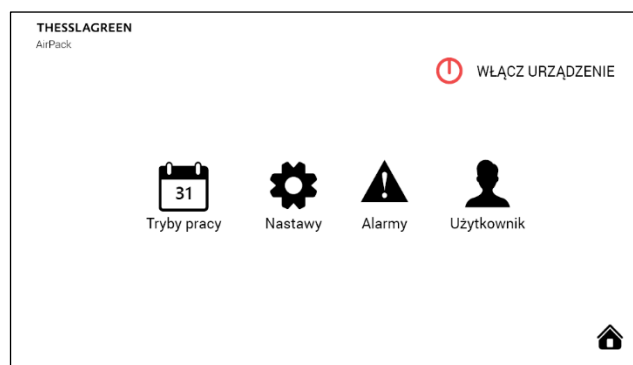 THESSLAGREEN
AirPack
WŁĄCZ URZĄDZENIE
31
Tryby pracy
Nastawy
Alarmy
Użytkownik